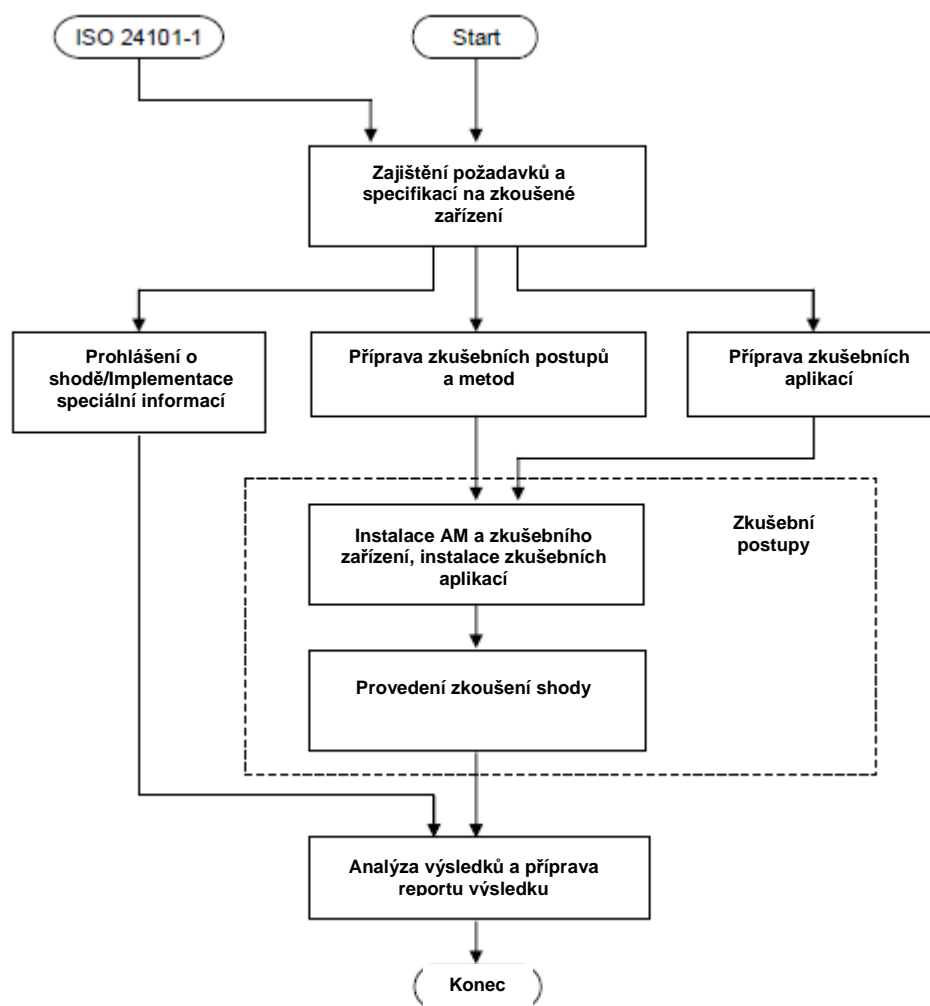 ISO 24101-1
Start
Zajištění požadavků a
specifikací na zkoušené
zařízení
Prohlášení o
shodě/Implementace
speciální informací
Příprava zkušebních postupů
a metod
Příprava zkušebních
aplikací
Zkušební
postupy
Instalace AM a zkušebního
zařízení, instalace zkušebních
aplikací
Provedení zkoušení shody
Analýza výsledků a příprava
reportu výsledku
Konec